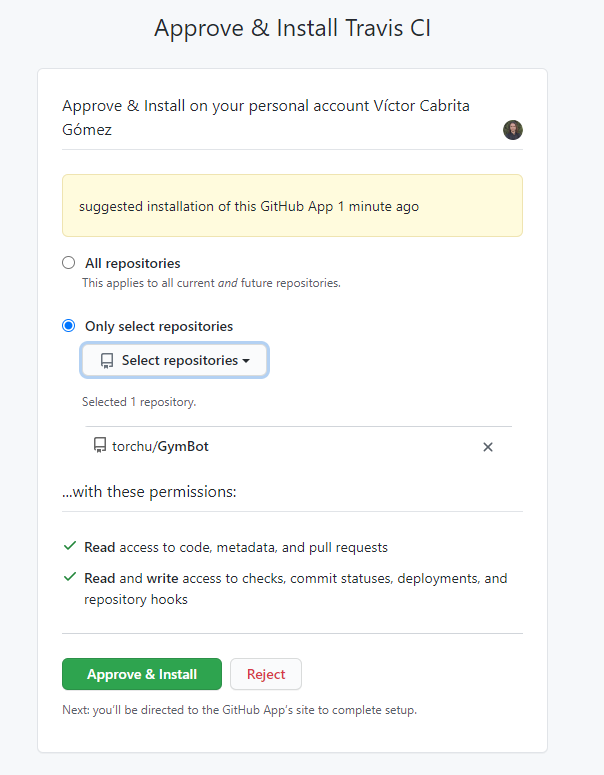 Approve & Install Travis CI
Approve & Install on your personal account Víctor Cabrita
Gómez
suggested installation of this GitHub App 1 minute ago
All repositories
This applies to all current and future repositories.
Only select repositories
Select repositories
Selected 1 repository.
torchu/GymBot
...with these permissions:
Read access to code, metadata, and pull requests
Read and write access to checks, commit statuses, deployments, and
repository hooks
Approve & Install Reject
Next: you'll be directed to the GitHub App's site to complete setup.